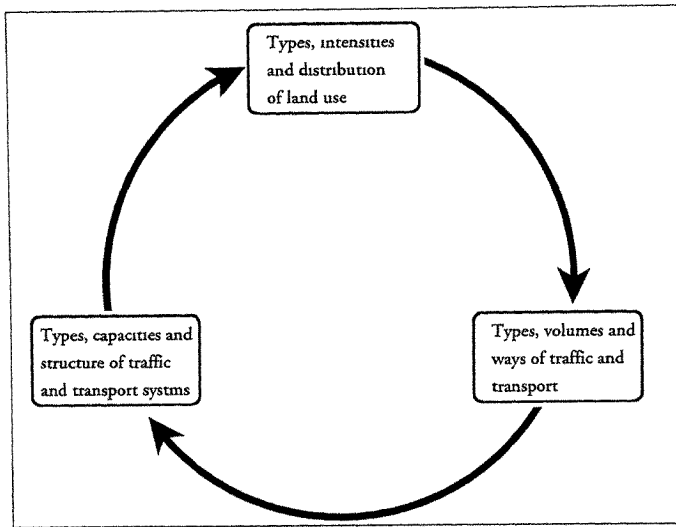 Types, intensities
and distribution
of land use
Types, capacities and
structure of traffic
and transport systms
Types, volumes and
ways of traffic and
transport